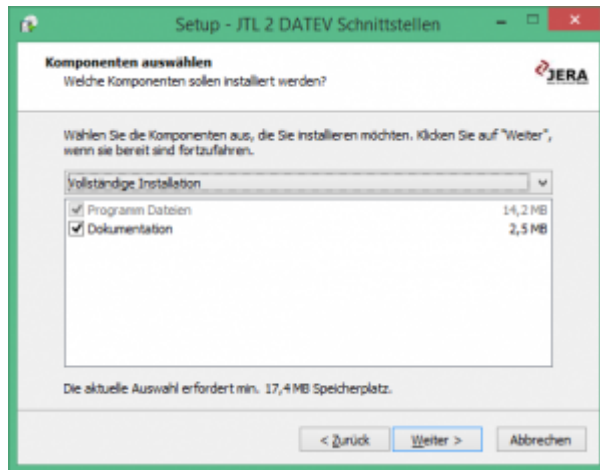 Setup - JTL 2 DATEV Schnittstellen
Komponenten auswählen
Welche Komponenten sollen installiert werden?
JERA
Wählen Sie die Komponenten aus, die Sie installieren möchten. Klicken Sie auf "Weiter",
wenn sie bereit sind fortzufahren.
Vollständige Installation
Programm Dateien 14,2 MB
Dokumentation 2,5 MB
Die aktuelle Auswahl erfordert min. 17,4 MB Speicherplatz.
< Zurück Weiter > Abbrechen